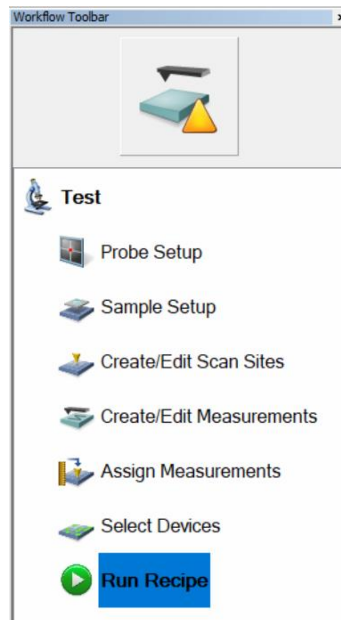 Workflow Toolbar
Test
Probe Setup
Sample Setup
Create/Edit Scan Sites
Create/Edit Measurements
Assign Measurements
Select Devices
Run Recipe